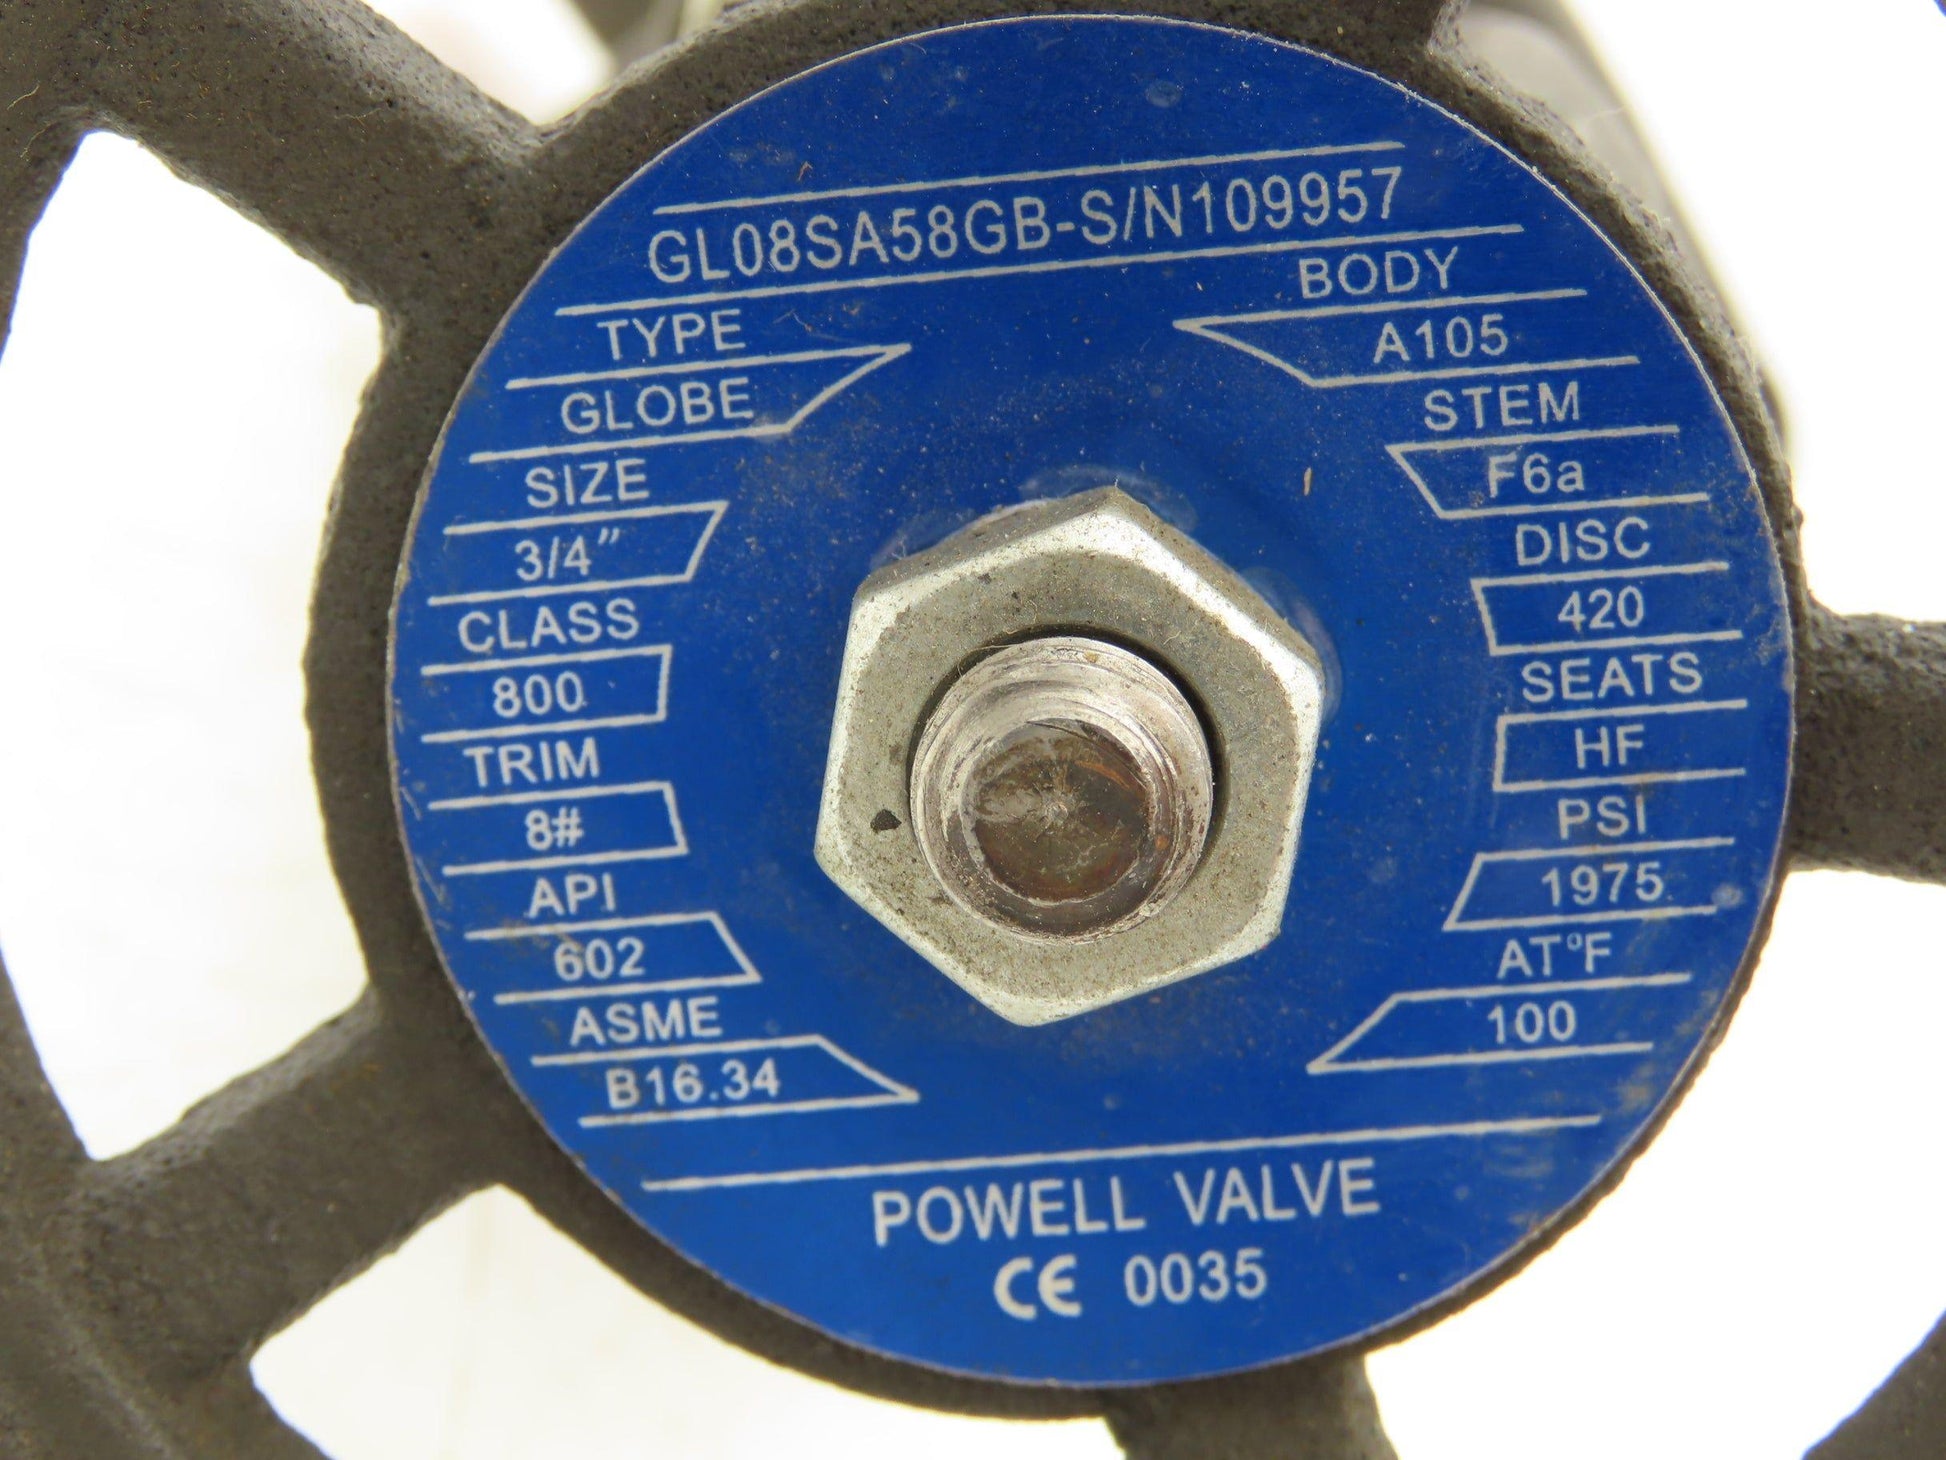 GL08SA58GB-S/N109957
TYPE
GLOBE
SIZE
3/4"
CLASS
800
TRIM
8#
API
602
ASME
B16.34
BODY
A105
STEM
F6a
DISC
420
SEATS
HF
PSI
1975
AT°F
100
POWELL VALVE
CE 0035